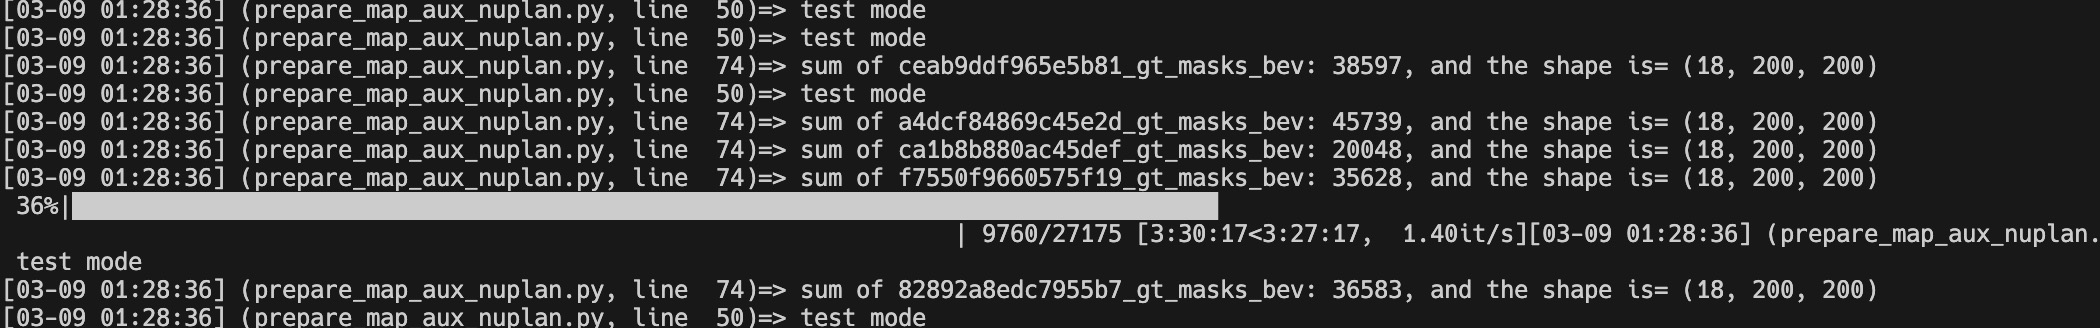 [03-09 01:28:36] (prepare_map_aux_nuplan.py, line  50)=> test mode
[03-09 01:28:36] (prepare_map_aux_nuplan.py, line  50)=> test mode
[03-09 01:28:36] (prepare_map_aux_nuplan.py, line  74)=> sum of ceab9ddf965e5b81_gt_masks_bev: 38597, and the shape is= (18, 200, 200)
[03-09 01:28:36] (prepare_map_aux_nuplan.py, line  50)=> test mode
[03-09 01:28:36] (prepare_map_aux_nuplan.py, line  74)=> sum of a4dcf84869c45e2d_gt_masks_bev: 45739, and the shape is= (18, 200, 200)
[03-09 01:28:36] (prepare_map_aux_nuplan.py, line  74)=> sum of ca1b8b880ac45def_gt_masks_bev: 20048, and the shape is= (18, 200, 200)
[03-09 01:28:36] (prepare_map_aux_nuplan.py, line  74)=> sum of f7550f9660575f19_gt_masks_bev: 35628, and the shape is= (18, 200, 200)
36%|
| 9760/27175 [3:30:17<3:27:17,  1.40it/s][03-09 01:28:36] (prepare_map_aux_nuplan.
test mode
[03-09 01:28:36] (prepare_map_aux_nuplan.py, line  74)=> sum of 82892a8edc7955b7_gt_masks_bev: 36583, and the shape is= (18, 200, 200)
[03-09 01:28:36] (prepare_map_aux_nuplan.py, line  50)=> test mode